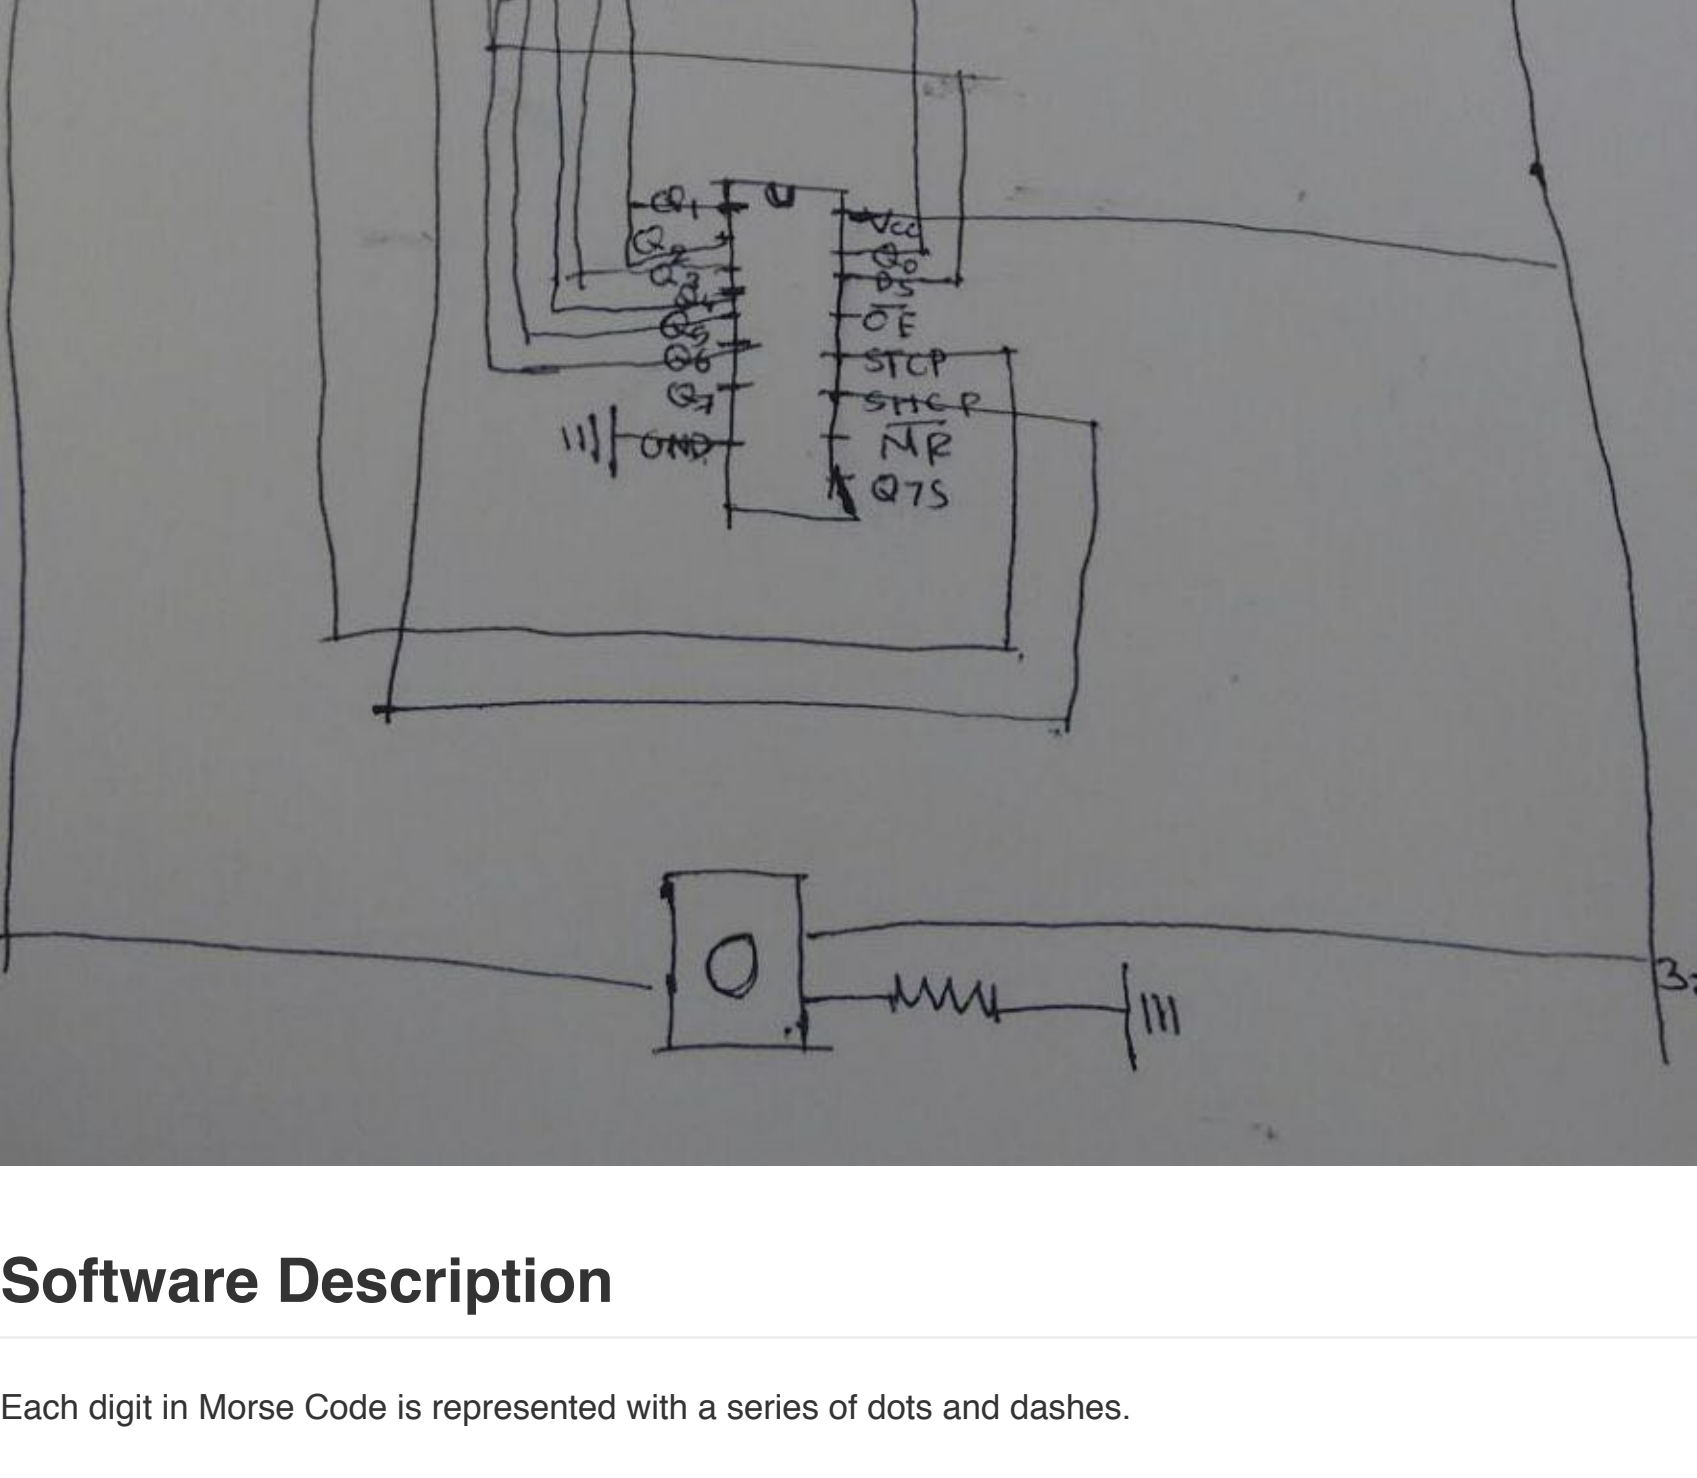 Q1
Vcc
Q2
Q0
Q3
DS
Q4
OE
Q5
Q6
STCP
Q7
SHCP
GND
MR
Q7S
Software Description
Each digit in Morse Code is represented with a series of dots and dashes.